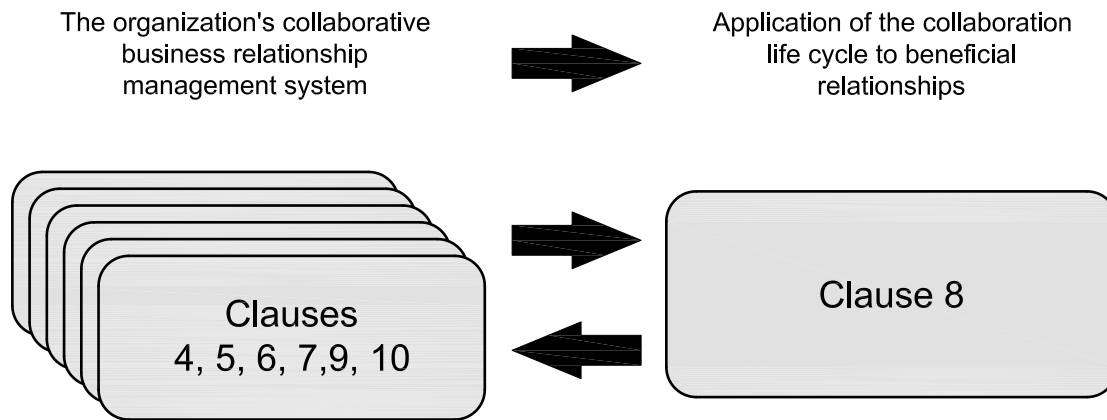 The organization's collaborative
business relationship
management system
Application of the collaboration
life cycle to beneficial
relationships
Clauses
4, 5, 6, 7,9, 10
Clause 8